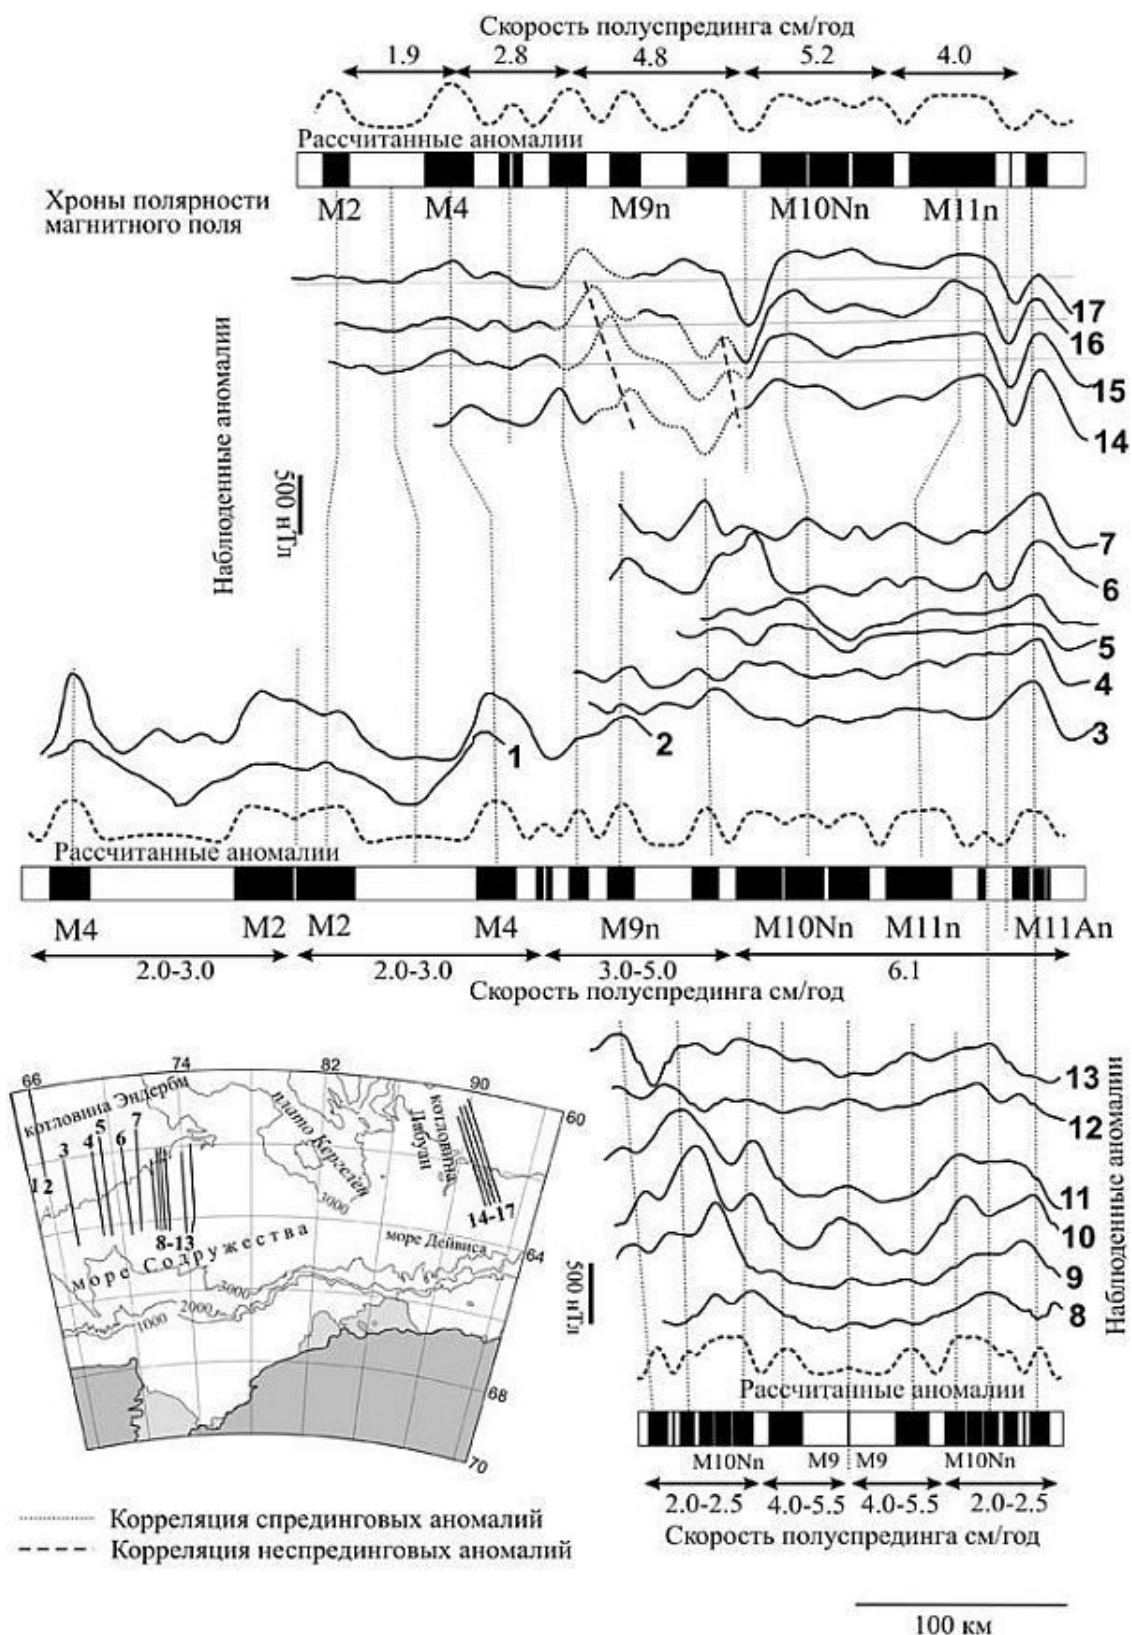 Скорость полуспрединга см/год
1.9 2.8 4.8 5.2 4.0
Рассчитанные аномалии
Хроны полярности
магнитного поля
M2 M4 M9n M10Nn M11n
Наблюденные аномалии
500 нТл
17
16
15
14
7
6
5
4
3
1 2
Рассчитанные аномалии
M4 M2 M2 M4 M9n M10Nn M11n M11An
2.0-3.0 2.0-3.0 3.0-5.0 6.1
Скорость полуспрединга см/год
66 74 82 90 60
котловина Эндерби
плато Кергелен
котловина
Лабуан
7
5
4
6
3
1 2
8-13
14-17
3000
море Содружества
море Дейвиса
64
3000
2000
1000
68
70
13
12
11
10
9
8
500 нТл
Наблюденные аномалии
Рассчитанные аномалии
M10Nn M9 M9 M10Nn
2.0-2.5 4.0-5.5 4.0-5.5 2.0-2.5
Скорость полуспрединга см/год
Корреляция спрединговых аномалий
Корреляция неспрединговых аномалий
100 км